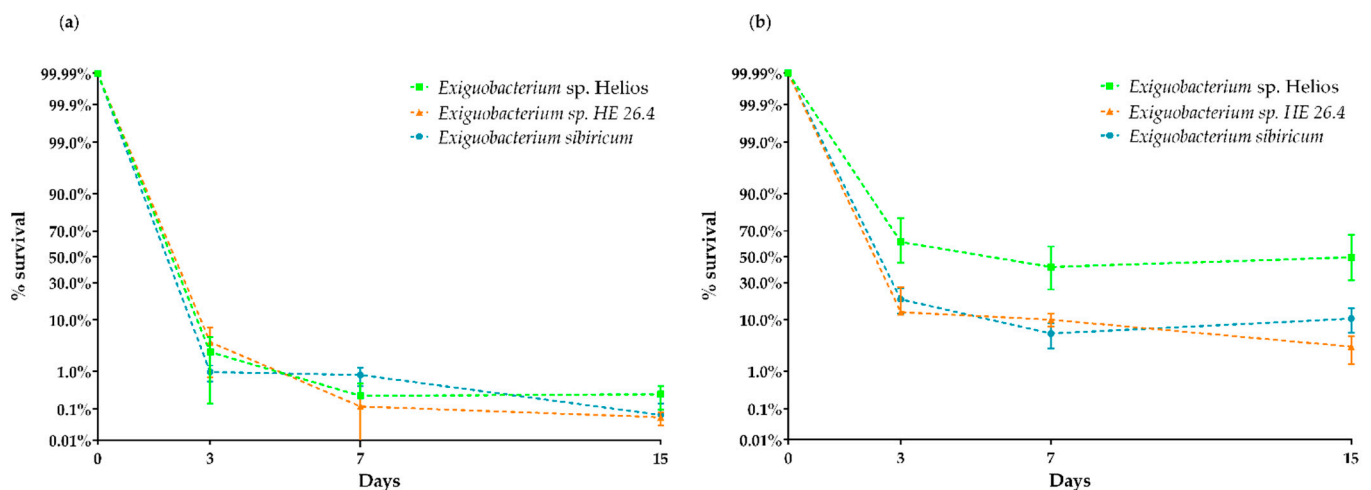 (a)
% survival
99.99%
99.9%
99.0%
90.0%
70.0%
50.0%
30.0%
10.0%
1.0%
0.1%
0.01%
0
3
7
15
Days
Exiguobacterium sp. Helios
Exiguobacterium sp. HE 26.4
Exiguobacterium sibiricum
(b)
% survival
99.99%
99.9%
99.0%
90.0%
70.0%
50.0%
30.0%
10.0%
1.0%
0.1%
0.01%
0
3
7
15
Days
Exiguobacterium sp. Helios
Exiguobacterium sp. HE 26.4
Exiguobacterium sibiricum